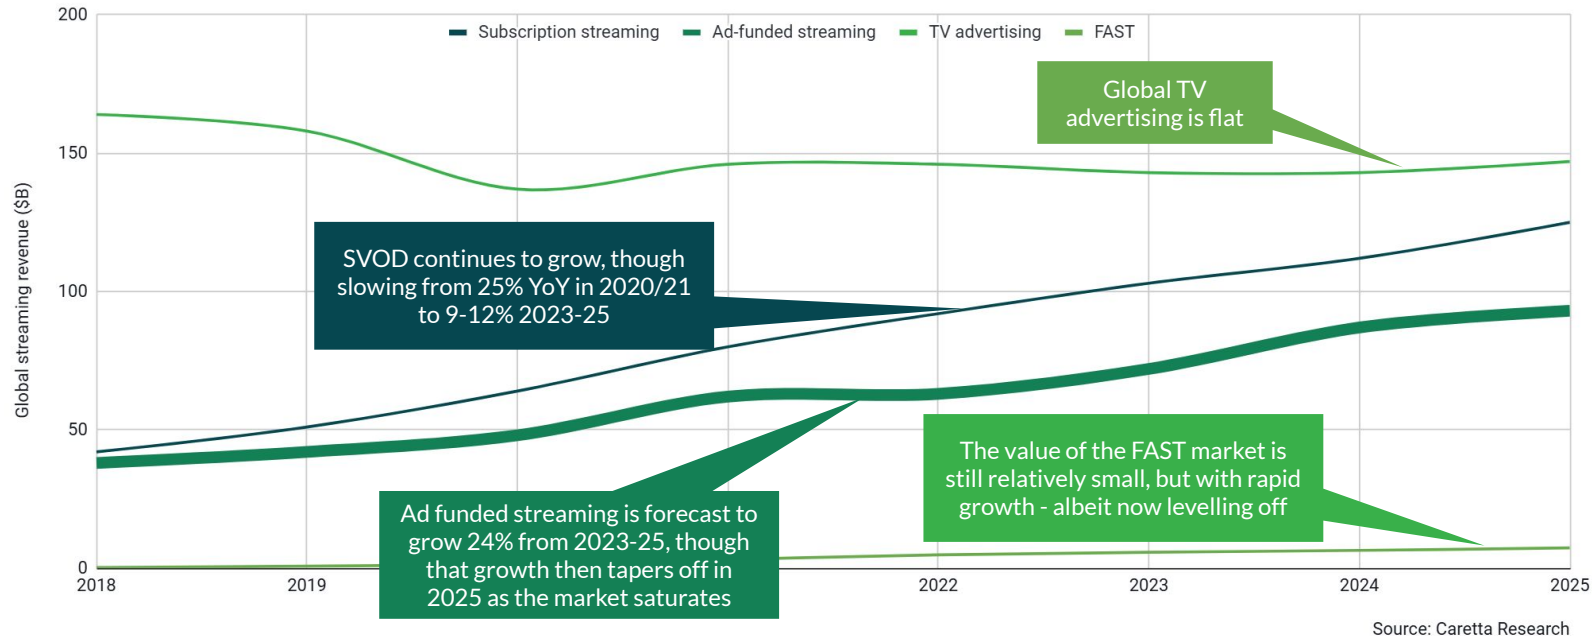 200
Subscription streaming
Ad-funded streaming
TV advertising
FAST
Global TV
advertising is flat
150
Global streaming revenue ($B)
SVOD continues to grow, though
slowing from 25% YoY in 2020/21
to 9-12% 2023-25
100
50
The value of the FAST market is
still relatively small, but with rapid
growth - albeit now levelling off
Ad funded streaming is forecast to
grow 24% from 2023-25, though
that growth then tapers off in
2025 as the market saturates
0
2018
2019
2022
2023
2024
2025
Source: Caretta Research